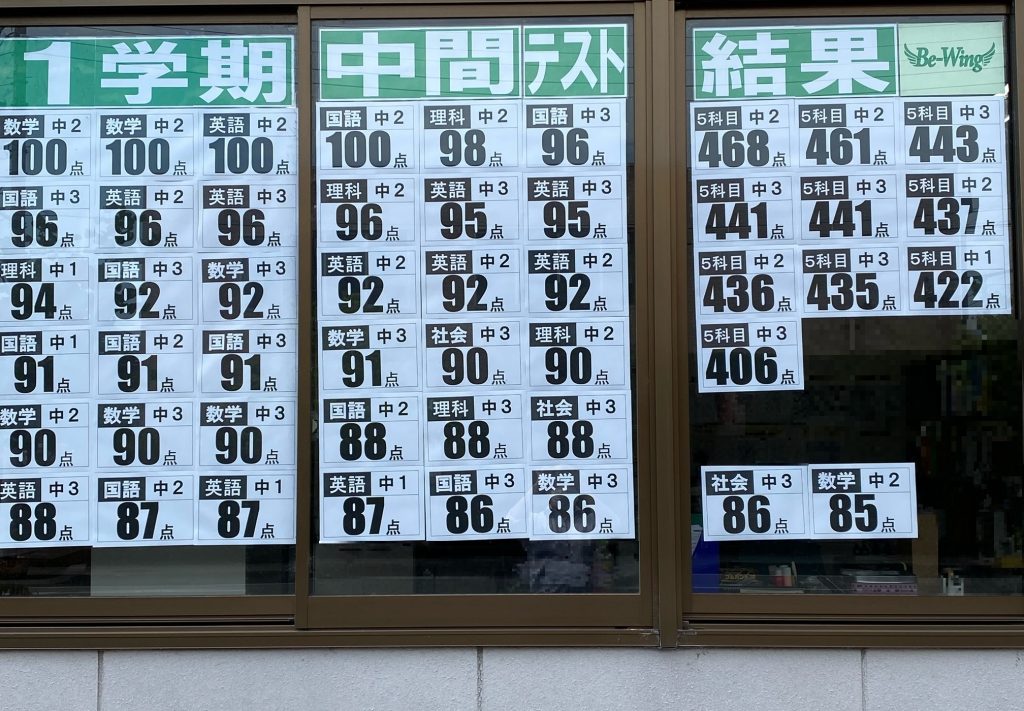 1学期 中間テスト 結果 Be-Wing
数学 中2 数学 中2 英語 中2 国語 中2 理科 中2 国語 中3 5科目 中2 5科目 中2 5科目 中3
100点 100点 100点 100点 98点 96点 468点 461点 443点
国語 中3 英語 中2 英語 中3 理科 中2 英語 中3 英語 中3 5科目 中3 5科目 中3 5科目 中2
96点 96点 96点 96点 95点 95点 441点 441点 437点
理科 中1 国語 中3 数学 中3 英語 中2 英語 中2 英語 中2 5科目 中2 5科目 中3 5科目 中1
94点 92点 92点 92点 92点 92点 436点 435点 422点
国語 中1 国語 中2 国語 中3 数学 中3 社会 中3 理科 中2 5科目 中3
91点 91点 91点 91点 90点 90点 406点
数学 中2 数学 中3 数学 中3 国語 中2 理科 中3 社会 中3
90点 90点 90点 88点 88点 88点
英語 中3 国語 中2 英語 中1 英語 中1 国語 中3 数学 中3 社会 中3 数学 中2
88点 87点 87点 87点 86点 86点 86点 85点